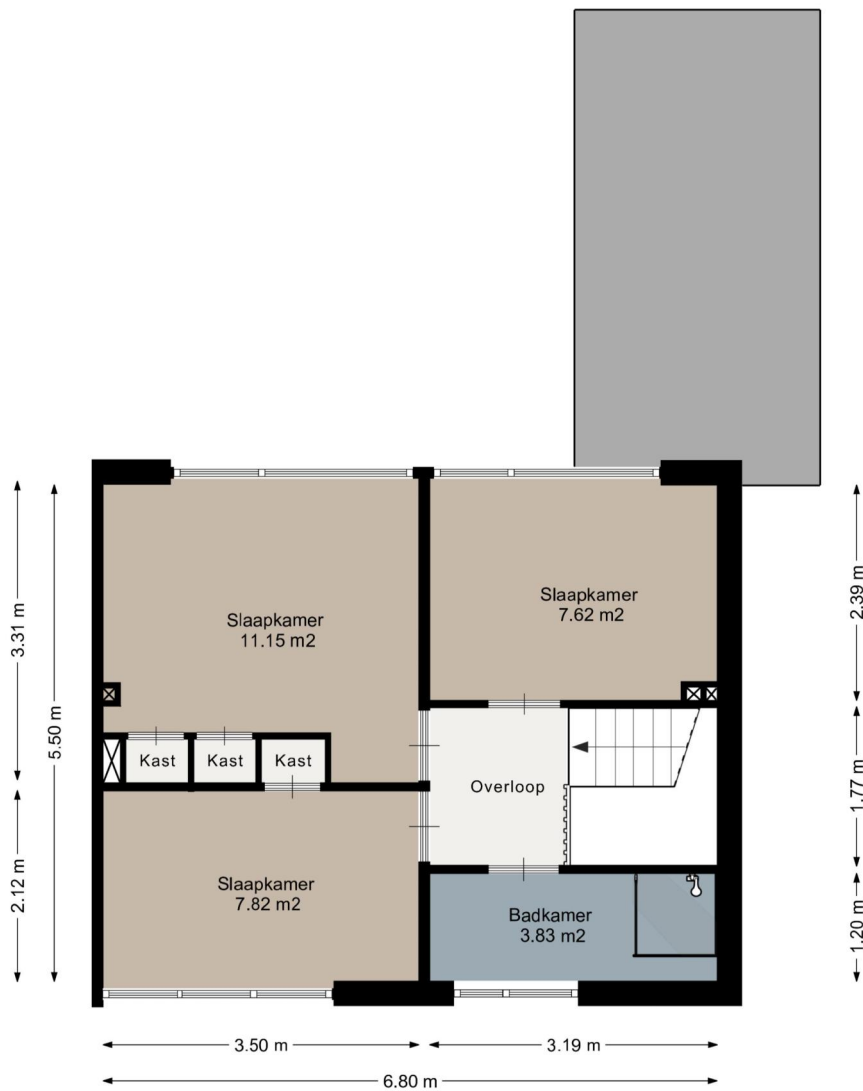 Slaapkamer
11.15 m2
Slaapkamer
7.62 m2
3.31 m
5.50 m
2.39 m
Kast
Kast
Kast
Overloop
1.77 m
2.12 m
Slaapkamer
7.82 m2
Badkamer
3.83 m2
1.20 m
3.50 m
3.19 m
6.80 m